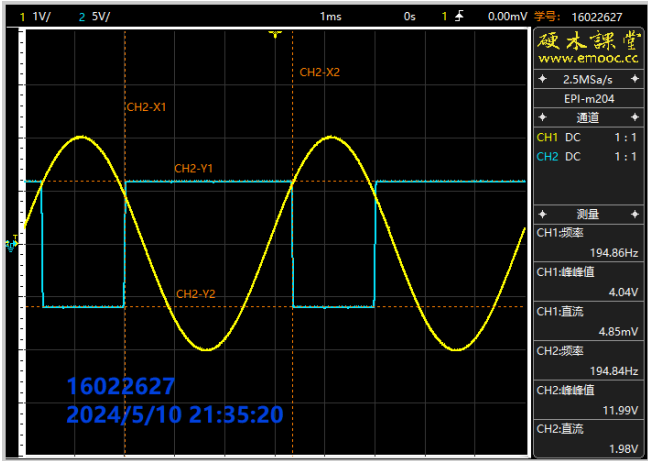 1 1V/ 2 5V/ 1ms 0s 1 0.00mV 学号: 16022627
硬木課堂
www.emooc.cc
2.5MSa/s
EPI-m204
通道
CH1 DC 1 : 1
CH2 DC 1 : 1
测量
CH1:频率
194.86Hz
CH1:峰峰值
4.04V
CH1:直流
4.85mV
CH2:频率
194.84Hz
CH2:峰峰值
11.99V
CH2:直流
1.98V
CH2-X2
CH2-X1
CH2-Y1
CH2-Y2
16022627
2024/5/10 21:35:20